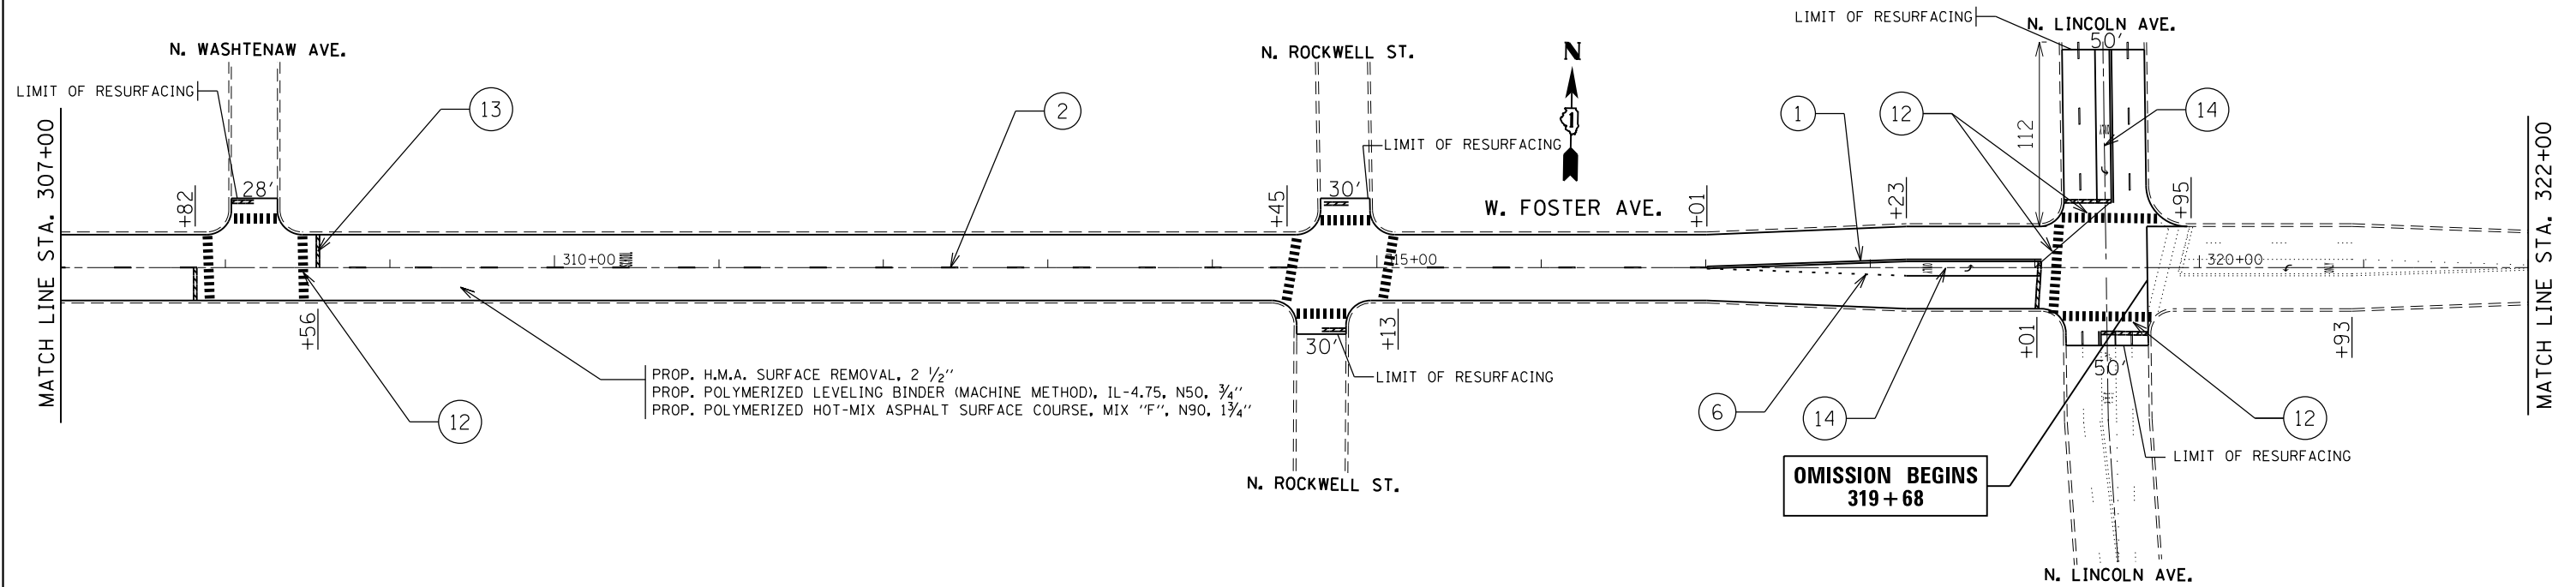 LIMIT OF RESURFACING
N. LINCOLN AVE.
50'
N. WASHTENAW AVE.
N. ROCKWELL ST.
N
1
LIMIT OF RESURFACING
13
2
1
12
14
112
MATCH LINE STA. 307+00
MATCH LINE STA. 322+00
LIMIT OF RESURFACING
+82
28'
+45
30'
W. FOSTER AVE.
+01
+23
+95
310+00
315+00
320+00
+56
30'
+13
+01
+93
50'
PROP. H.M.A. SURFACE REMOVAL, 2 1/2"
PROP. POLYMERIZED LEVELING BINDER (MACHINE METHOD), IL-4.75, N50, 3/4"
PROP. POLYMERIZED HOT-MIX ASPHALT SURFACE COURSE, MIX "F", N90, 1 3/4"
LIMIT OF RESURFACING
12
6
14
12
LIMIT OF RESURFACING
OMISSION BEGINS
319+68
N. ROCKWELL ST.
N. LINCOLN AVE.